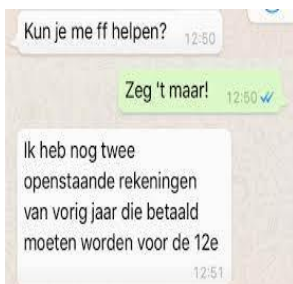 Kun je me ff helpen? 12:50
Zeg 't maar! 12:50
Ik heb nog twee
openstaande rekeningen
van vorig jaar die betaald
moeten worden voor de 12e
12:51